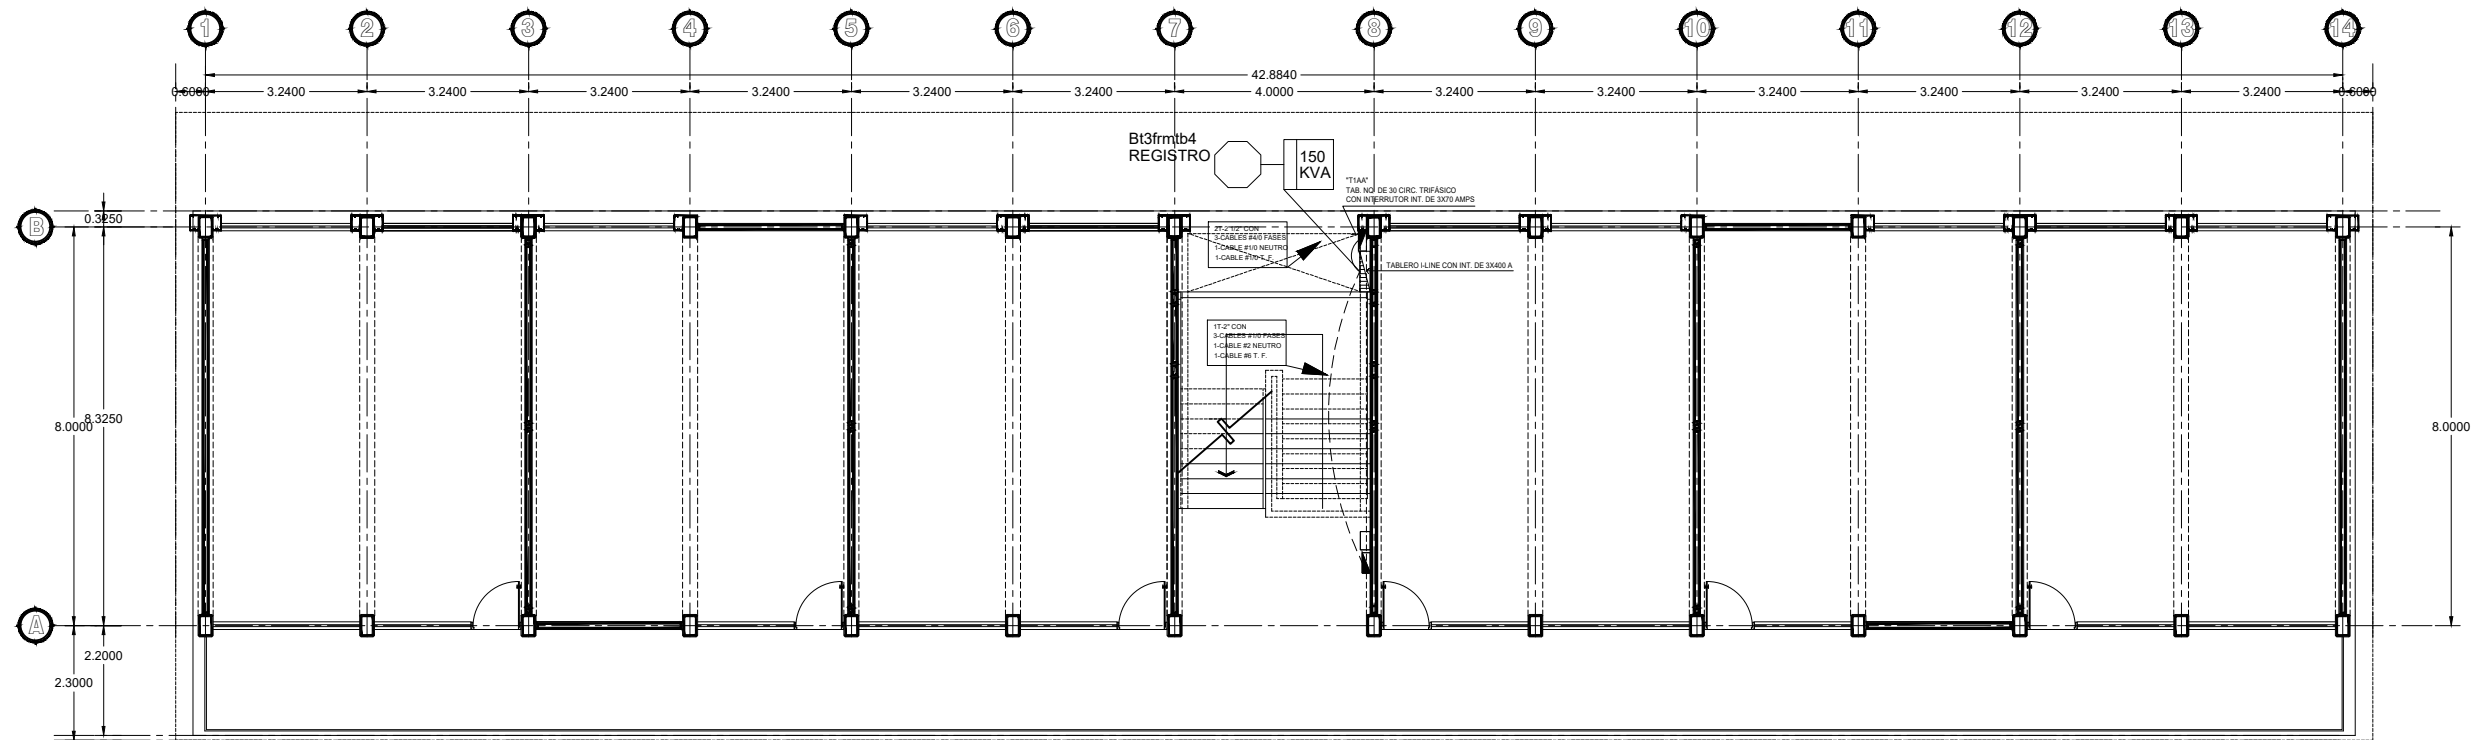 1 2 3 4 5 6 7 8 9 10 11 12 13 14
42.8840
0.6000 3.2400 3.2400 3.2400 3.2400 3.2400 3.2400 4.0000 3.2400 3.2400 3.2400 3.2400 3.2400 3.2400 0.6000
Bt3frmtb4
REGISTRO
150
KVA
"T1AA"
TAB. NQ DE 30 CIRC. TRIFÁSICO
CON INTERRUTOR INT. DE 3X70 AMPS
B
0.3250
2T-2 1/2" CON
3-CABLES #4/0 FASES
1-CABLE #1/0 NEUTRO
1-CABLE #1/0 T. F.
TABLERO I-LINE CON INT. DE 3X400 A
1T-2" CON
3-CABLES #1/0 FASES
1-CABLE #2 NEUTRO
1-CABLE #6 T. F.
8.3250
8.0000
8.0000
A
2.2000
2.3000